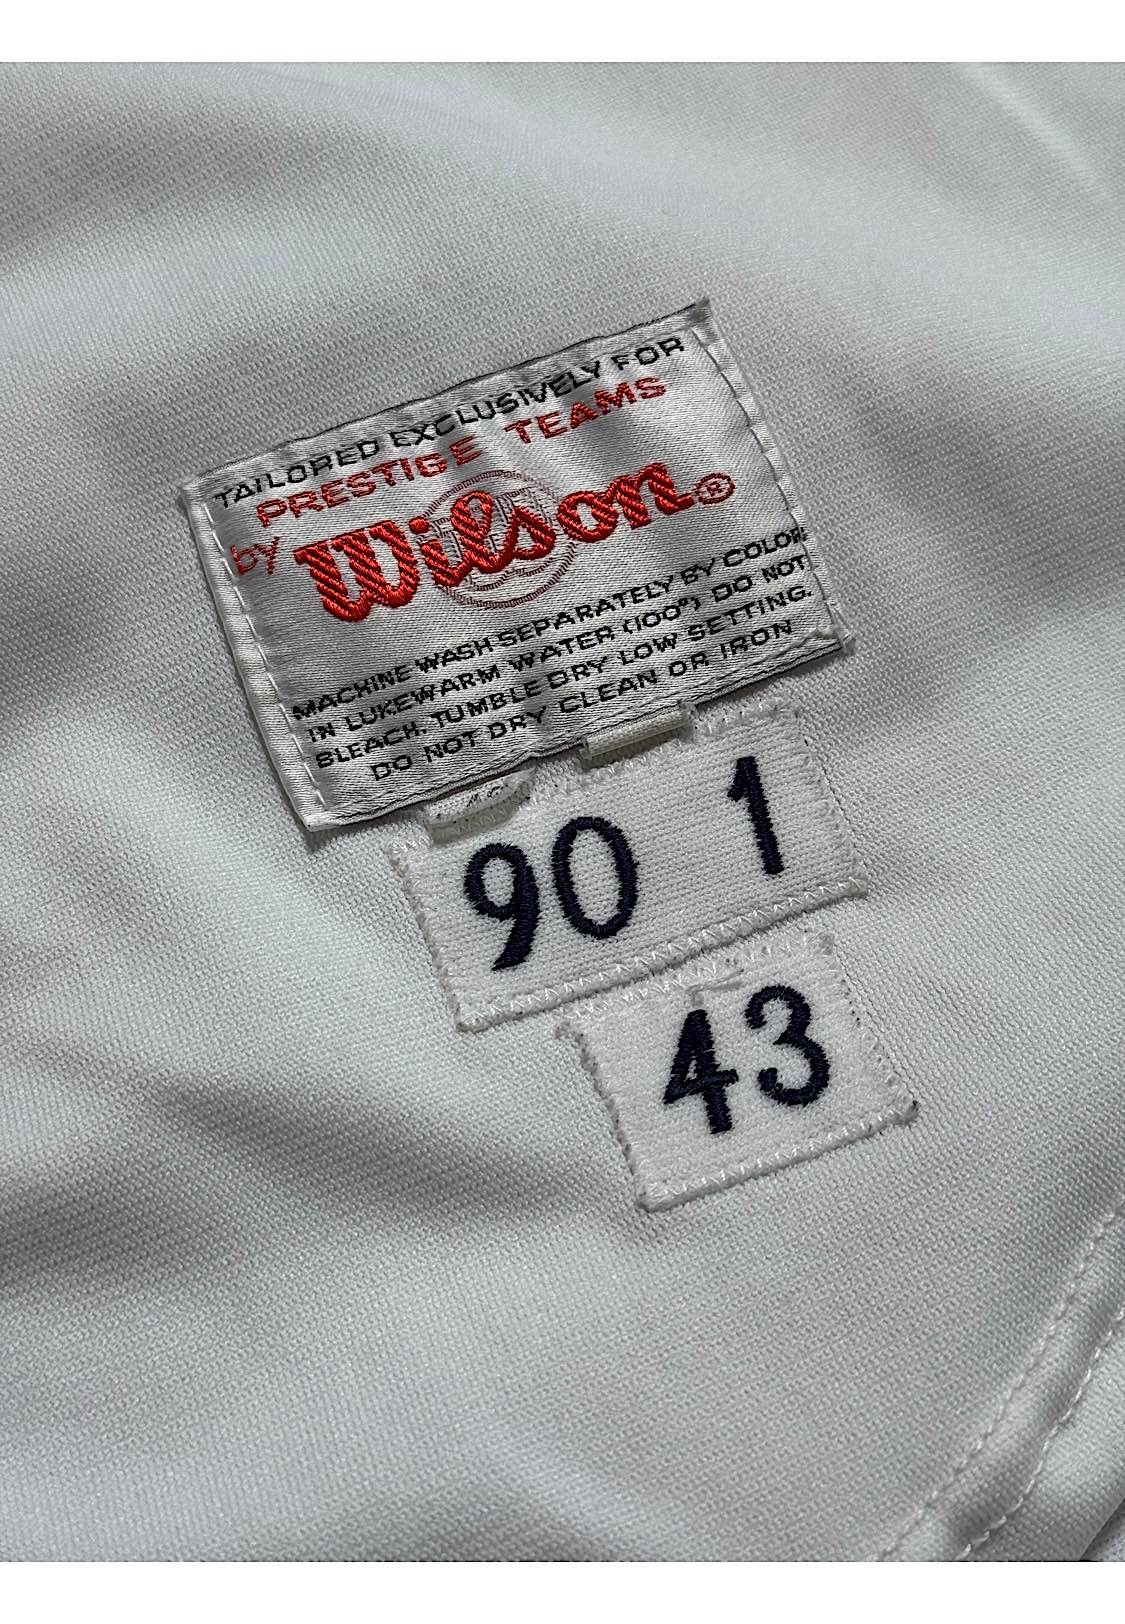 TAILORED EXCLUSIVELY FOR
PRESTIGE TEAMS
by Wilson®
MACHINE WASH SEPARATELY BY COLOR
IN LUKEWARM WATER (100°) DO NOT
BLEACH. TUMBLE DRY LOW SETTING.
DO NOT DRY CLEAN OR IRON
90 1
43